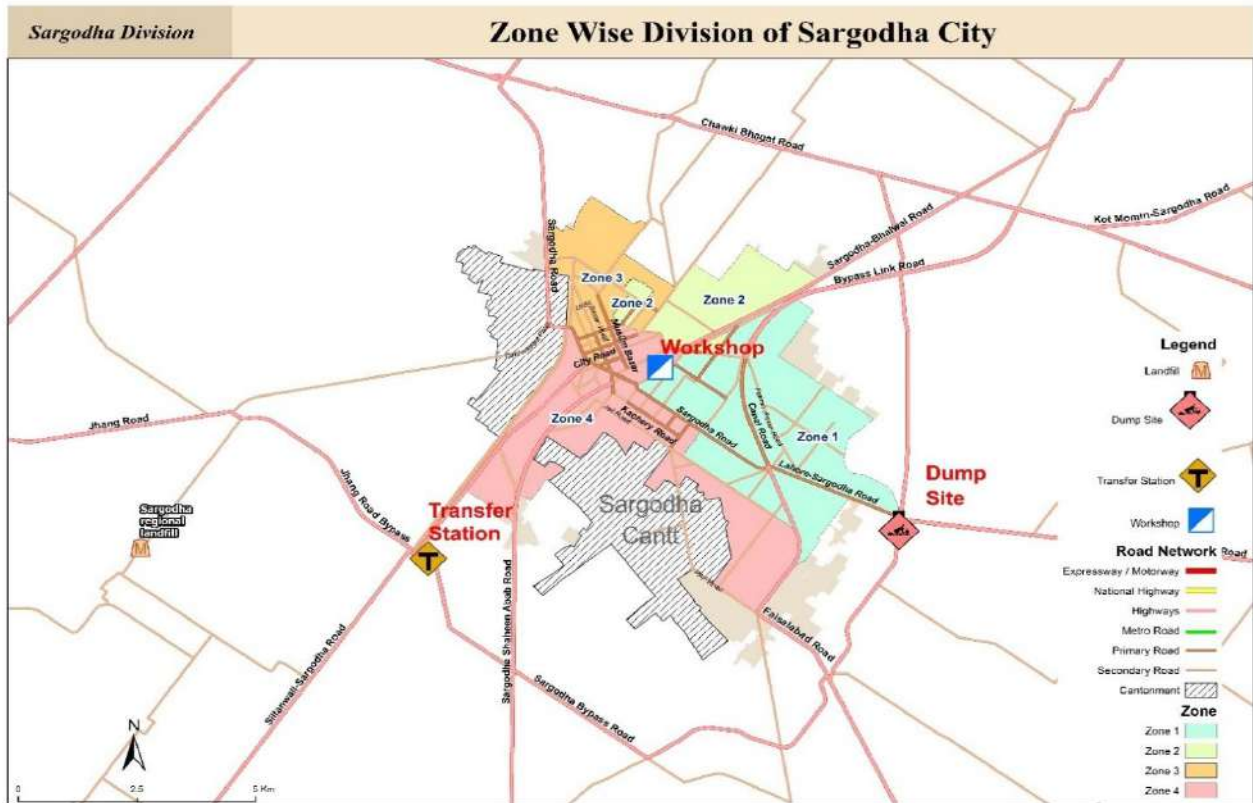 Sargodha Division
Zone Wise Division of Sargodha City
Chawki Bhagat Road
Kot Momin-Sargodha Road
Sargodha-Bhalwal Road
Bypass Link Road
Sargodha Road
Zone 3
Zone 2
Zone 2
Muslim Bazar
City Road
Workshop
Zone 4
Kachery Road
Sargodha Road
Canal Road
Zone 1
Lahore-Sargodha Road
Dump
Site
Jhang Road
Jhang Road Bypass
Sargodha
regional
landfill
Transfer
Station
Sargodha
Cantt
Sillanwali-Sargodha Road
Sargodha Shaheen Abab Road
Sargodha Bypass Road
Faisalabad Road
Road
N
0
2.5
5 Km
Legend
Landfill
Dump Site
Transfer Station
Workshop
Road Network
Expressway / Motorway
National Highway
Highways
Metro Road
Primary Road
Secondary Road
Cantonment
Zone
Zone 1
Zone 2
Zone 3
Zone 4